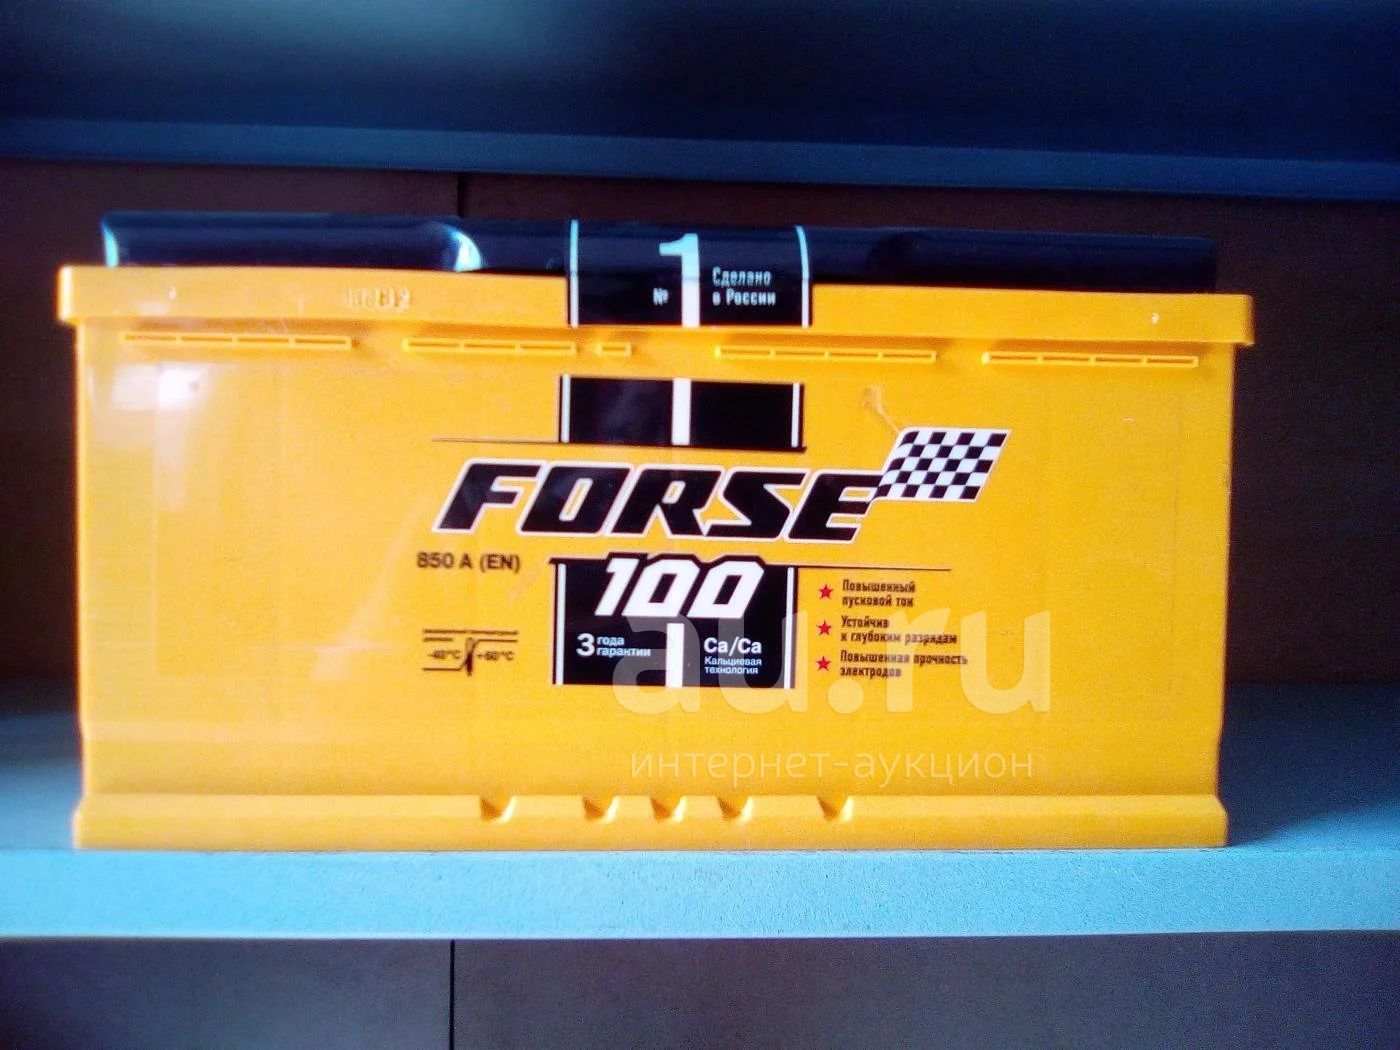 № 1
Сделано
в России
FORSE
850 A (EN)
100
3 года
гарантии
Ca/Ca
Кальциевая
технология
-40°C +60°C
Повышенный
пусковой ток
Устойчив
к глубоким разрядам
Повышенная прочность
электродов
au.ru
интернет-аукцион